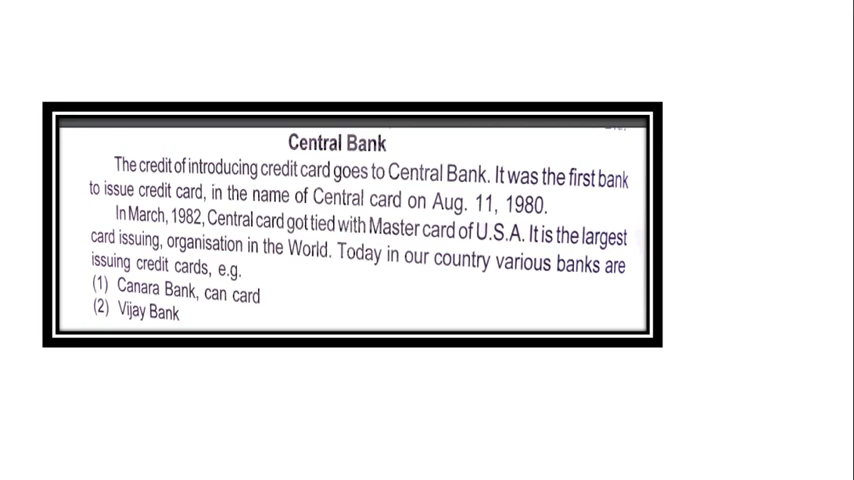 Central Bank
The credit of introducing credit card goes to Central Bank. It was the first bank
to issue credit card, in the name of Central card on Aug. 11, 1980.
In March, 1982, Central card got tied with Master card of U.S.A. It is the largest
card issuing, organisation in the World. Today in our country various banks are
issuing credit cards, e.g.
(1) Canara Bank, can card
(2) Vijay Bank